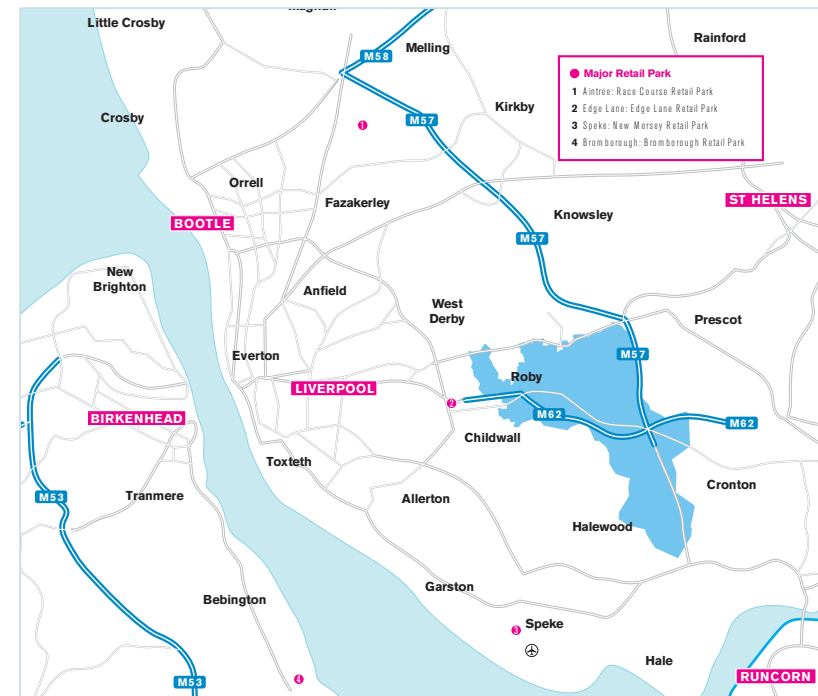 Little Crosby
Melling
Rainford
M58
Major Retail Park
1 Aintree: Race Course Retail Park
2 Edge Lane: Edge Lane Retail Park
3 Speke: New Mersey Retail Park
4 Bromborough: Bromborough Retail Park
Crosby
Kirkby
M57
1
Orrell
Fazakerley
ST HELENS
BOOTLE
Knowsley
M57
New
Brighton
Anfield
West
Derby
Prescot
Everton
M57
Roby
LIVERPOOL
2
BIRKENHEAD
M62
M62
Childwall
Toxteth
Cronton
M53
Tranmere
Allerton
Halewood
Garston
Bebington
3
Speke
Hale
4
M53
RUNCORN